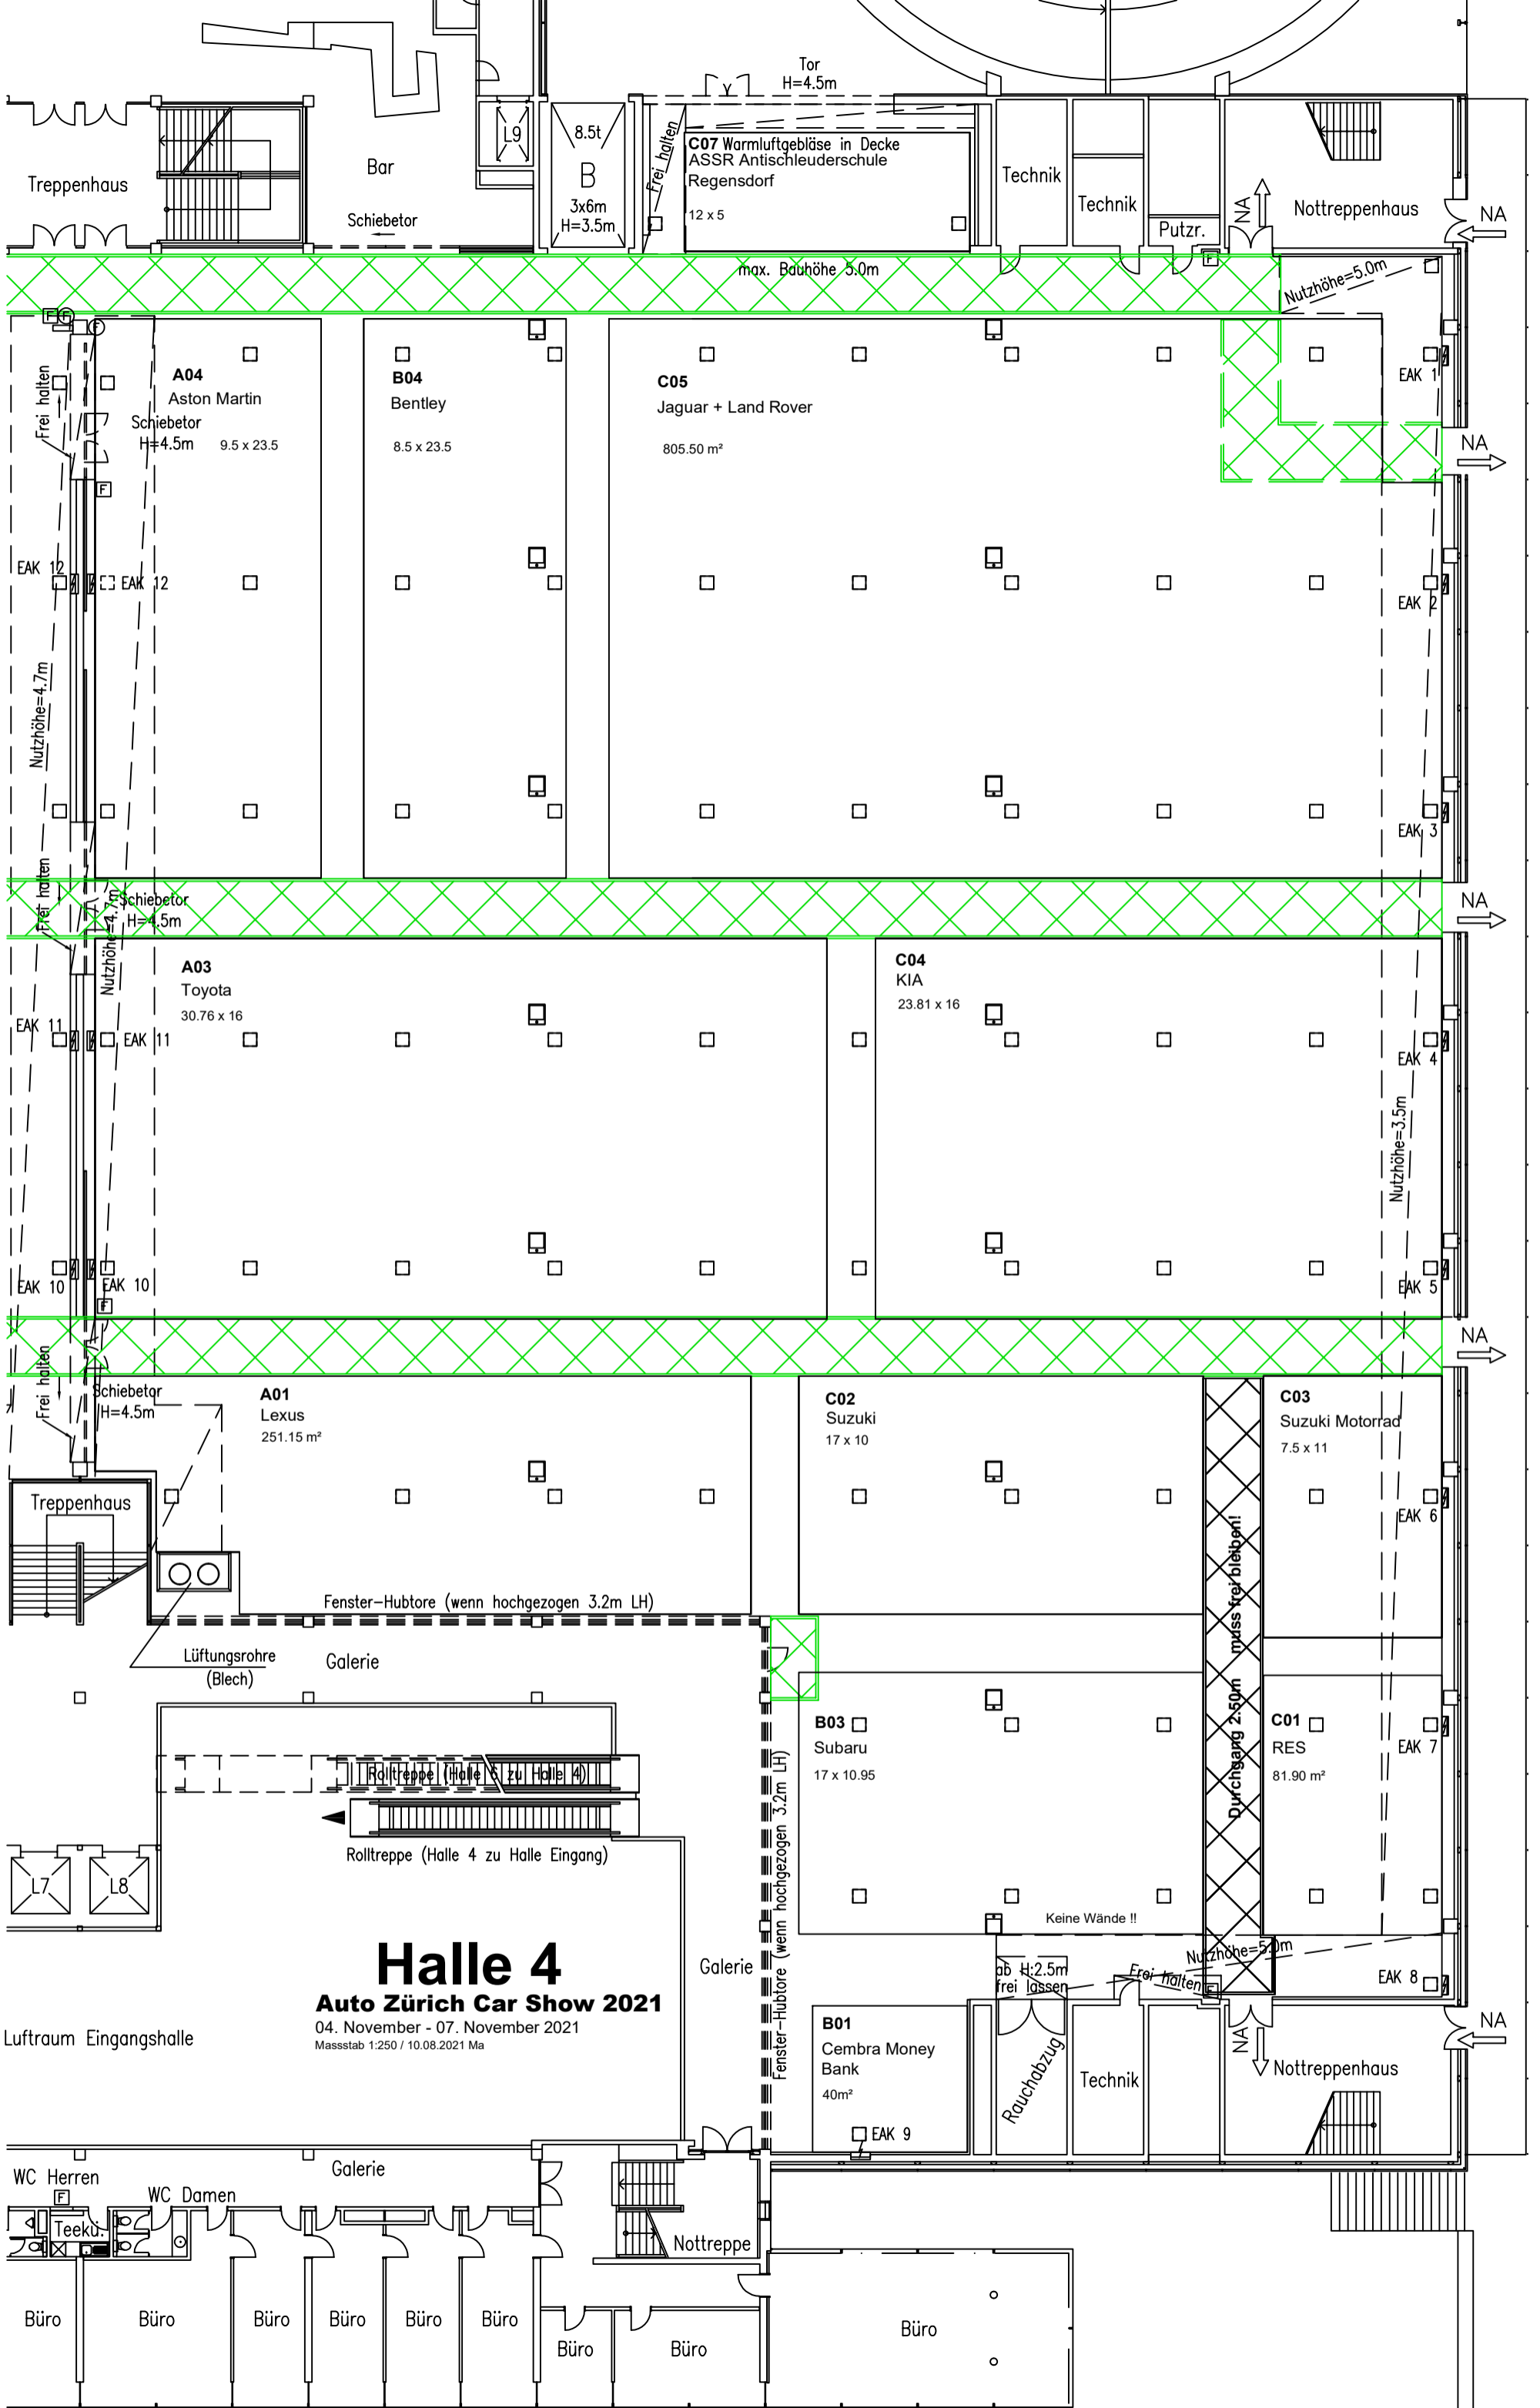 Tor
H=4.5m
L9
8.5t
B
3x6m
H=3.5m
Frei halten
C07 Warmluftgebläse in Decke
ASSR Antischleuderschule
Regensdorf
12 x 5
Treppenhaus
Bar
Schiebetor
Technik
Technik
Putzr.
NA
Nottreppenhaus
NA
F
max. Bauhöhe 5.0m
Nutzhöhe=5.0m
F
F
F
A04
Aston Martin
Schiebetor
H=4.5m
9.5 x 23.5
B04
Bentley
8.5 x 23.5
C05
Jaguar + Land Rover
805.50 m²
EAK 1
Frei halten
NA
F
EAK 12
EAK 12
EAK 2
Nutzhöhe=4.7m
EAK 3
Frei halten
Schiebetor
H=4.5m
Nutzhöhe=4.7m
NA
A03
Toyota
30.76 x 16
C04
KIA
23.81 x 16
EAK 11
EAK 11
EAK 4
Nutzhöhe=3.5m
EAK 10
EAK 10
F
EAK 5
NA
Frei halten
Schiebetor
H=4.5m
A01
Lexus
251.15 m²
C02
Suzuki
17 x 10
C03
Suzuki Motorrad
7.5 x 11
Treppenhaus
EAK 6
Durchgang 2.50m muss frei bleiben!
Fenster-Hubtore (wenn hochgezogen 3.2m LH)
Lüftungsrohre
(Blech)
Galerie
B03
Subaru
17 x 10.95
C01
RES
81.90 m²
EAK 7
Rolltreppe (Halle 6 zu Halle 4)
Rolltreppe (Halle 4 zu Halle Eingang)
Fenster-Hubtore (wenn hochgezogen 3.2m LH)
L7
L8
Keine Wände !!
Halle 4
Auto Zürich Car Show 2021
04. November - 07. November 2021
Massstab 1:250 / 10.08.2021 Ma
Galerie
Nutzhöhe=5.0m
ab H:2.5m
frei lassen
Frei halten
F
EAK 8
Luftraum Eingangshalle
B01
Cembra Money
Bank
40m²
Rauchabzug
Technik
NA
Nottreppenhaus
NA
EAK 9
WC Herren
F
WC Damen
Galerie
Teekü.
Nottreppe
Büro
Büro
Büro
Büro
Büro
Büro
Büro
Büro
Büro